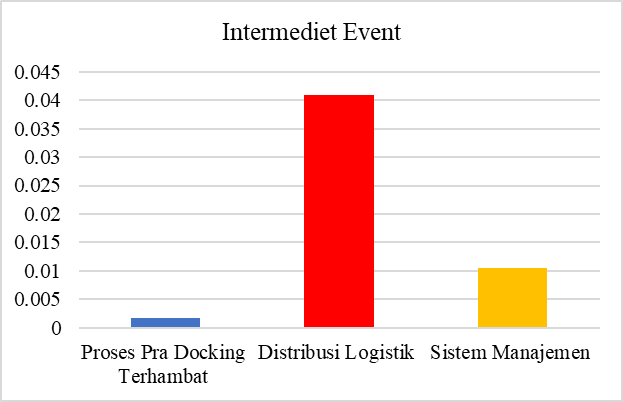 Intermediet Event
0.045
0.04
0.035
0.03
0.025
0.02
0.015
0.01
0.005
0
Proses Pra Docking
Terhambat
Distribusi Logistik
Sistem Manajemen